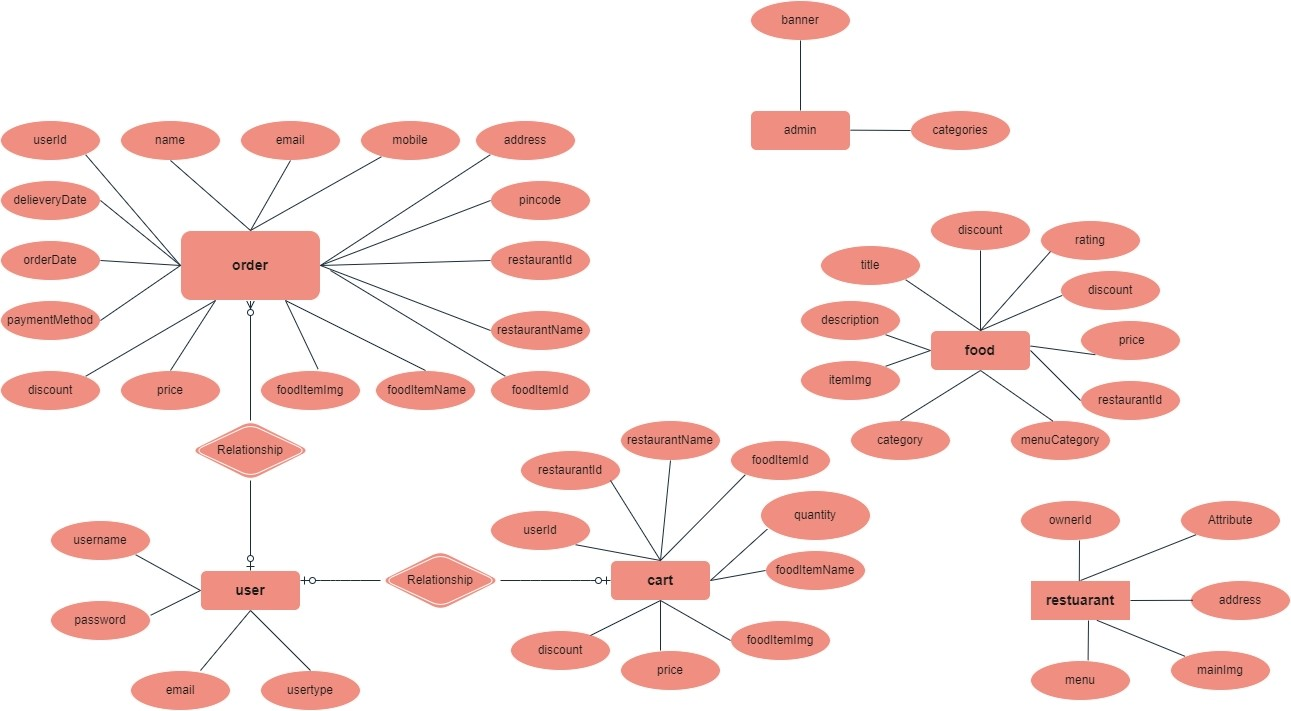 banner
admin
categories
userId
name
email
mobile
address
delieveryDate
pincode
orderDate
order
restaurantId
paymentMethod
restaurantName
discount
price
foodItemImg
foodItemName
foodItemId
discount
rating
title
discount
description
food
price
itemImg
restaurantId
category
menuCategory
Relationship
restaurantName
restaurantId
foodItemId
userId
quantity
foodItemName
cart
Relationship
discount
price
foodItemImg
username
user
password
email
usertype
ownerId
Attribute
restuarant
address
menu
mainImg